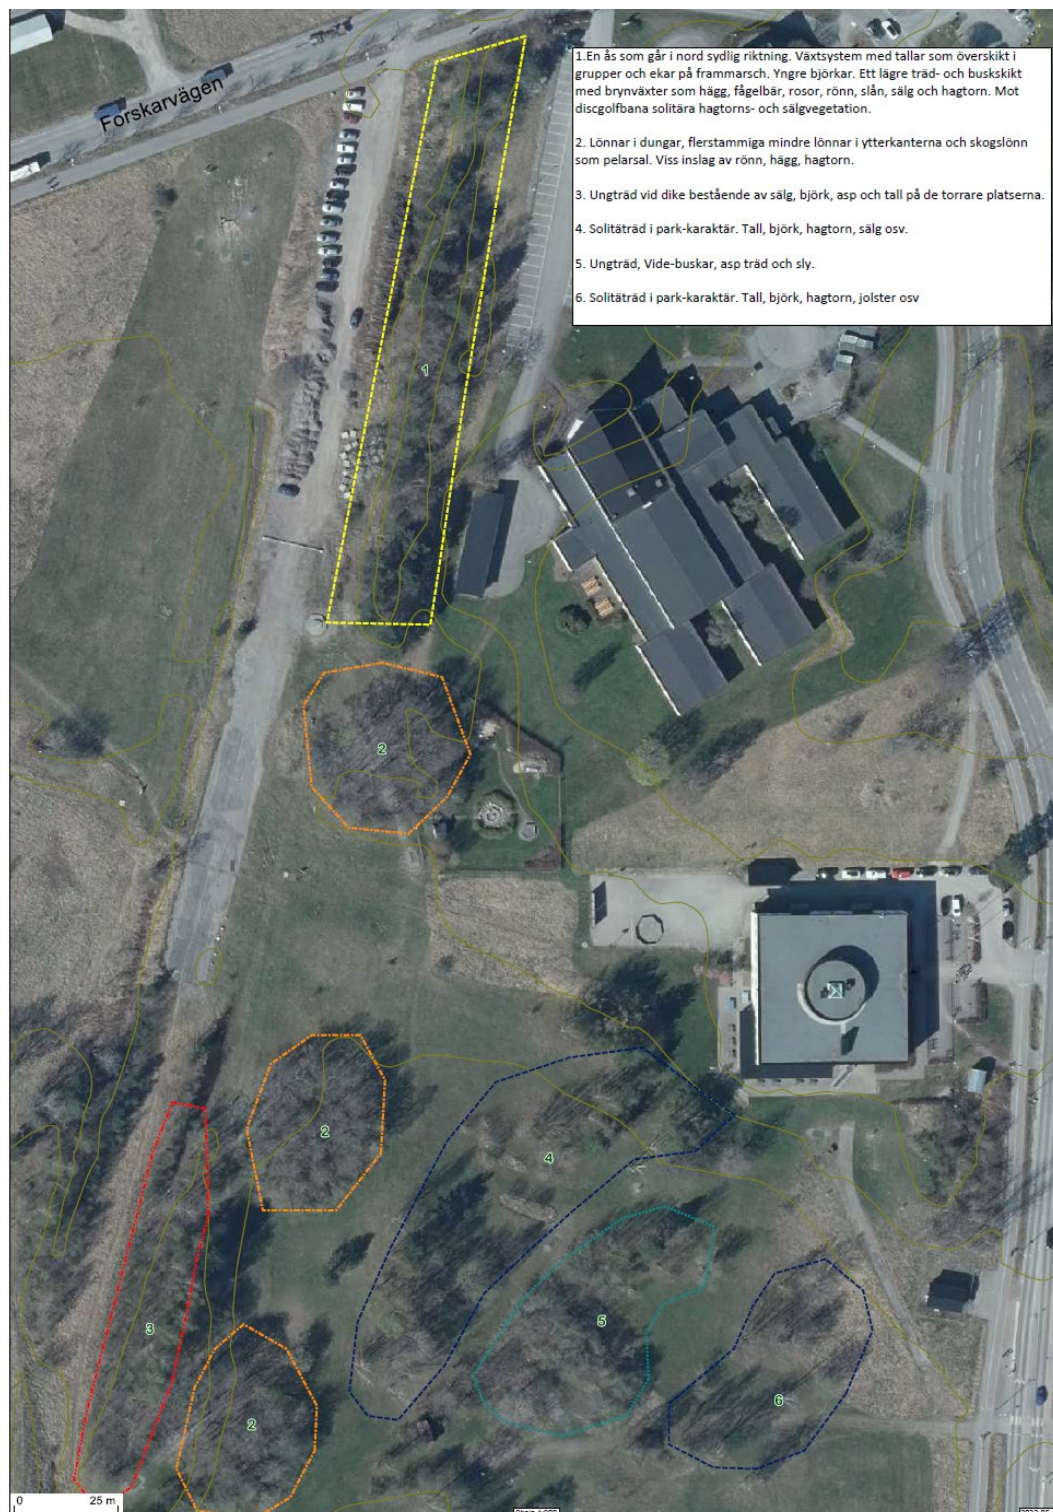 Forskarvägen
1.En ås som går i nord sydlig riktning. Växtsystem med tallar som överskikt i
grupper och ekar på frammarsch. Yngre björkar. Ett lägre träd- och buskskikt
med brynväxter som hägg, fågelbär, rosor, rönn, slån, sälg och hagtorn. Mot
discgolfbana solitära hagtorns- och sälgvegetation.
2. Lönnar i dungar, flerstammiga mindre lönnar i ytterkanterna och skogslönn
som pelarsal. Viss inslag av rönn, hägg, hagtorn.
3. Ungträd vid dike bestående av sälg, björk, asp och tall på de torrare platserna.
4. Solitäträd i park-karaktär. Tall, björk, hagtorn, sälg osv.
5. Ungträd, Vide-buskar, asp träd och sly.
6. Solitäträd i park-karaktär. Tall, björk, hagtorn, jolster osv
1
2
2
4
3
5
2
6
0 25 m